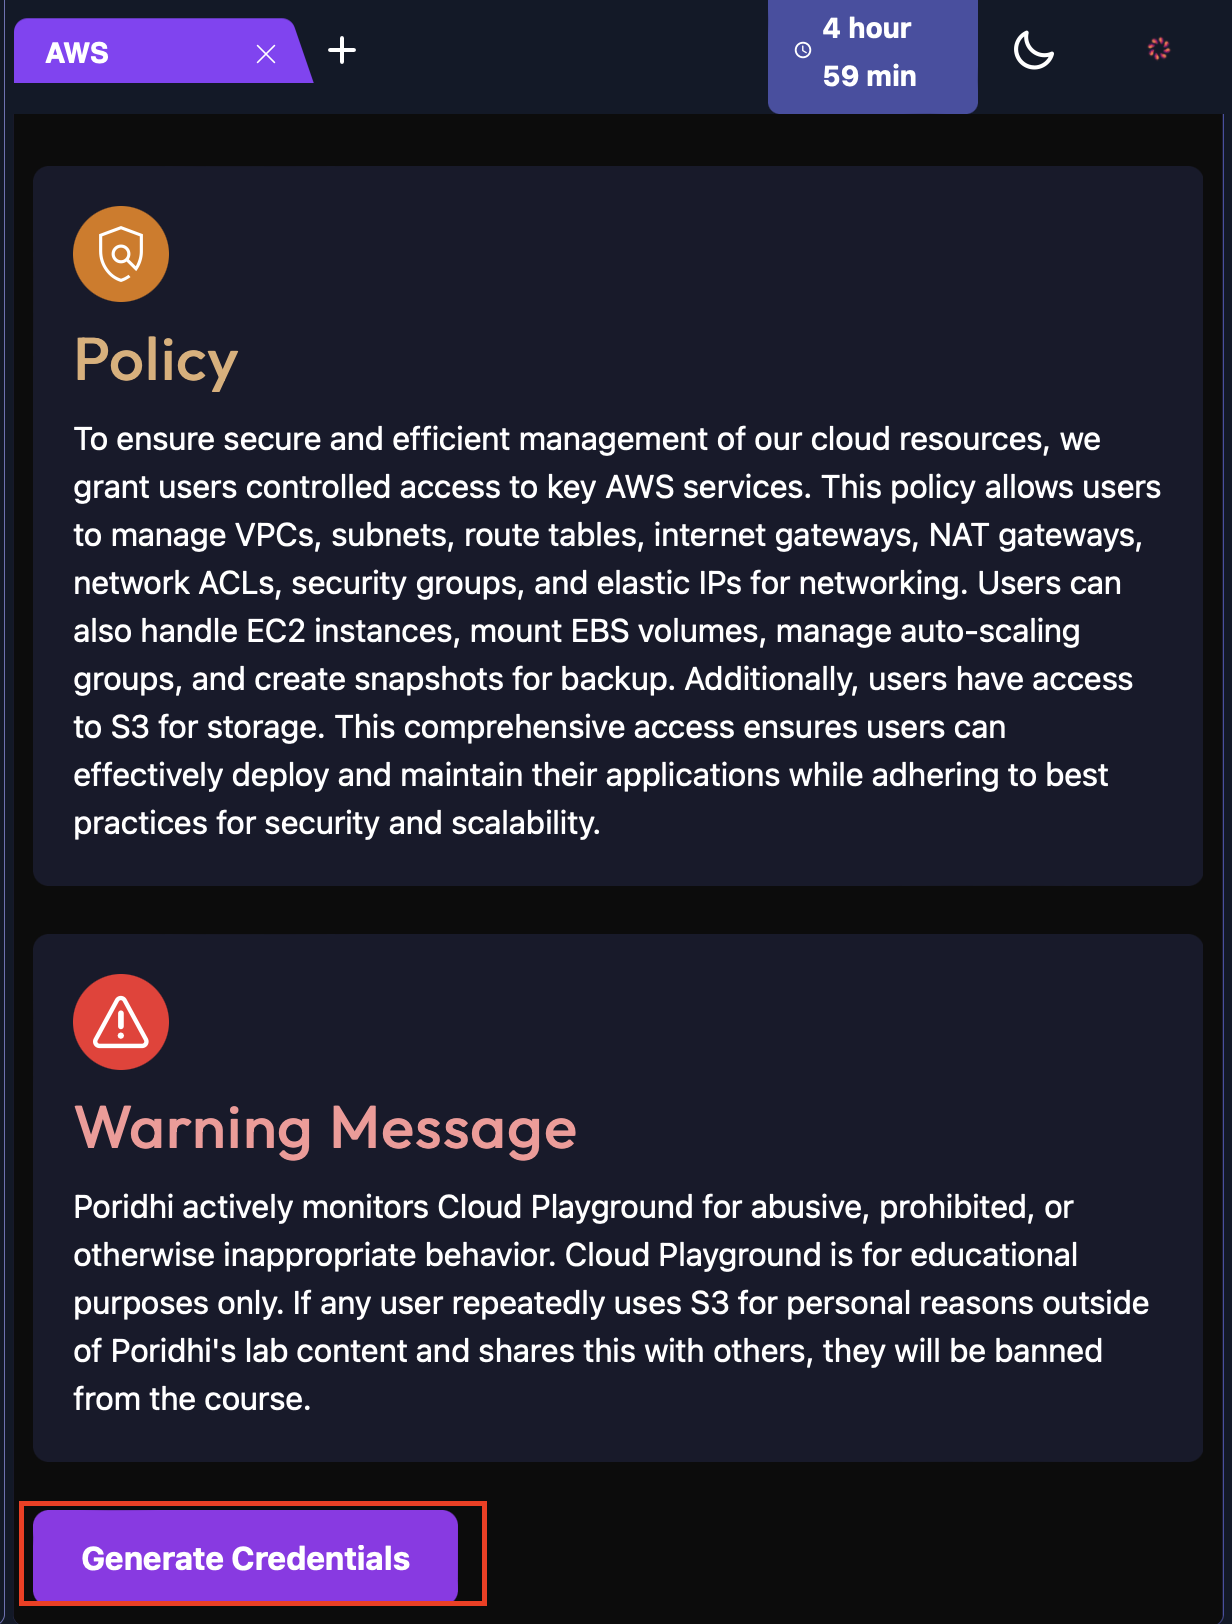 AWS
4 hour
59 min
Policy
To ensure secure and efficient management of our cloud resources, we
grant users controlled access to key AWS services. This policy allows users
to manage VPCs, subnets, route tables, internet gateways, NAT gateways,
network ACLs, security groups, and elastic IPs for networking. Users can
also handle EC2 instances, mount EBS volumes, manage auto-scaling
groups, and create snapshots for backup. Additionally, users have access
to S3 for storage. This comprehensive access ensures users can
effectively deploy and maintain their applications while adhering to best
practices for security and scalability.
Warning Message
Poridhi actively monitors Cloud Playground for abusive, prohibited, or
otherwise inappropriate behavior. Cloud Playground is for educational
purposes only. If any user repeatedly uses S3 for personal reasons outside
of Poridhi's lab content and shares this with others, they will be banned
from the course.
Generate Credentials